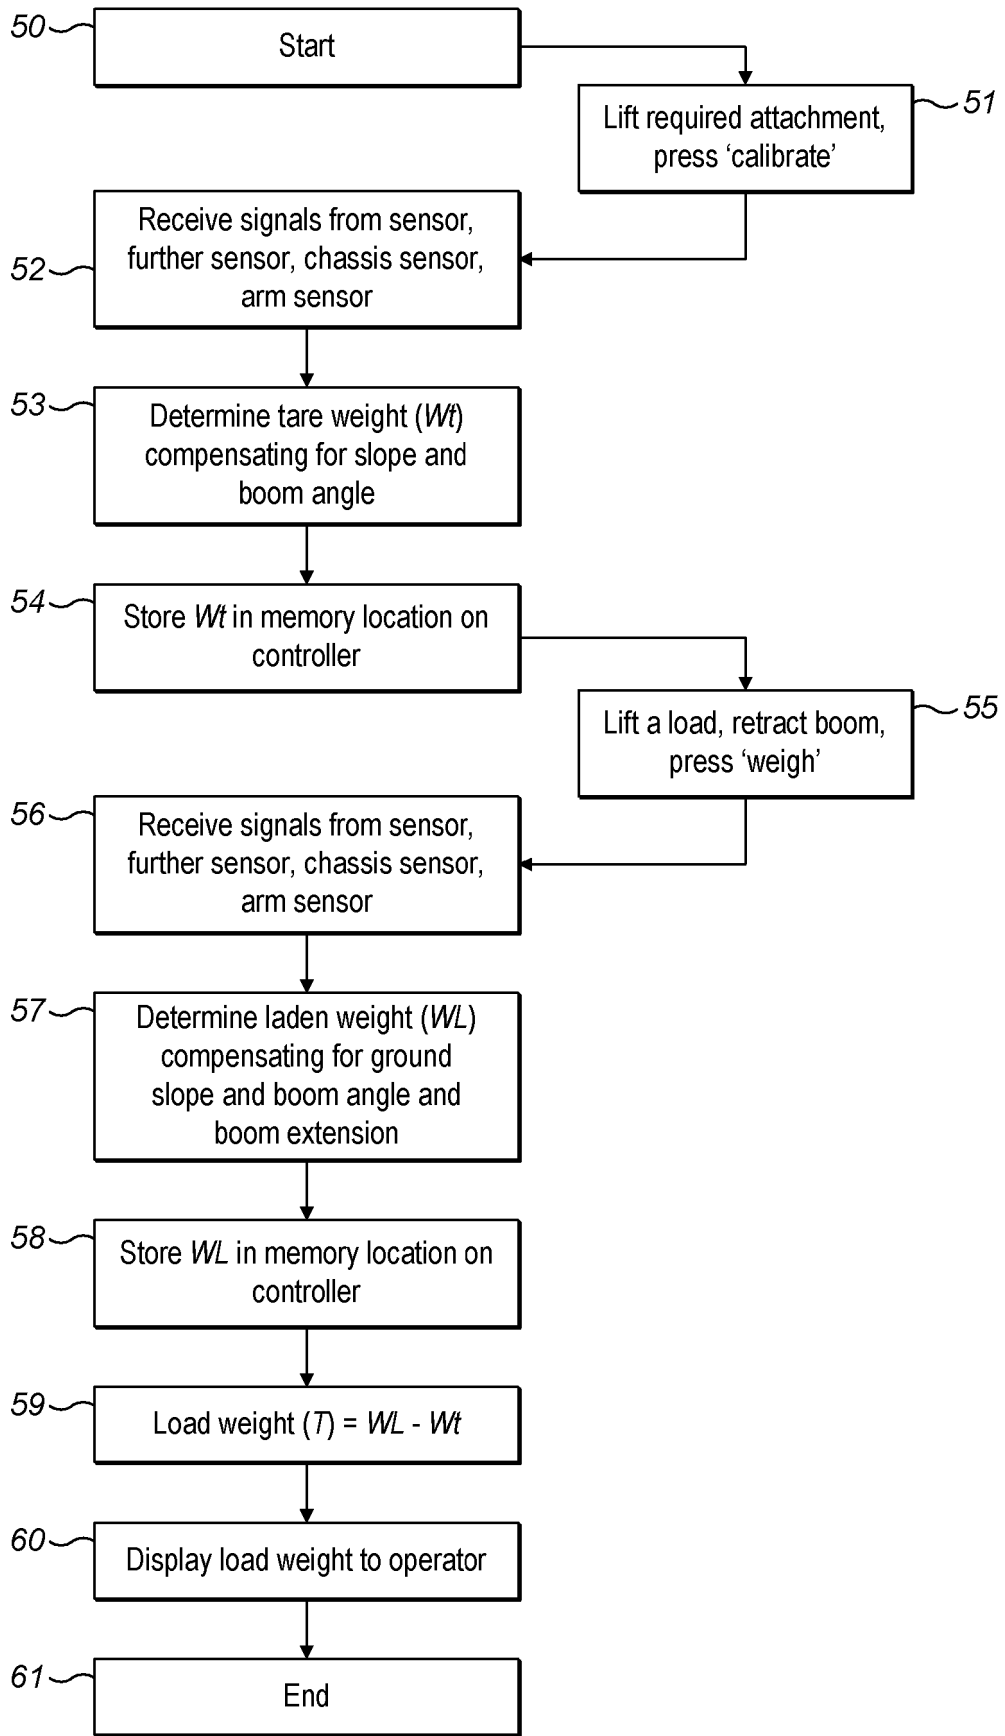 50
Start
51
Lift required attachment,
press ‘calibrate’
52
Receive signals from sensor,
further sensor, chassis sensor,
arm sensor
53
Determine tare weight (Wt)
compensating for slope and
boom angle
54
Store Wt in memory location on
controller
55
Lift a load, retract boom,
press ‘weigh’
56
Receive signals from sensor,
further sensor, chassis sensor,
arm sensor
57
Determine laden weight (WL)
compensating for ground
slope and boom angle and
boom extension
58
Store WL in memory location on
controller
59
Load weight (T) = WL - Wt
60
Display load weight to operator
61
End